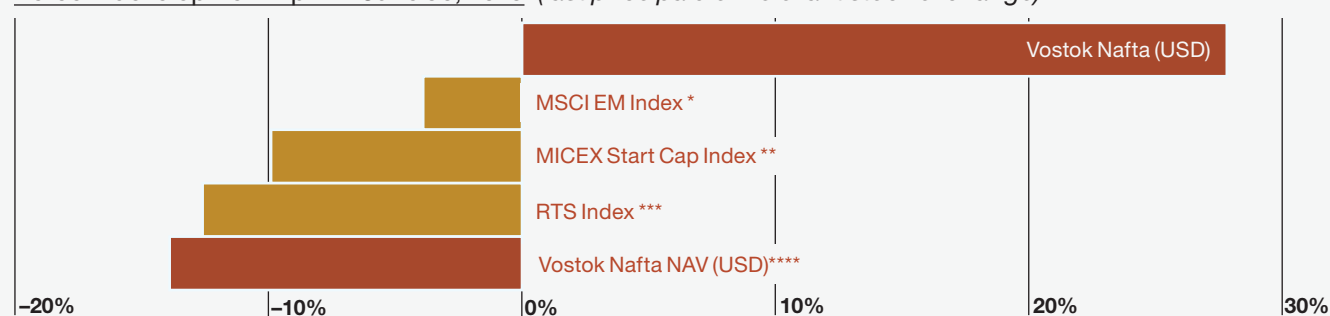 Vostok Nafta (USD)
MSCI EM Index *
MICEX Start Cap Index **
RTS Index ***
Vostok Nafta NAV (USD)****
–20%
–10%
0%
10%
20%
30%